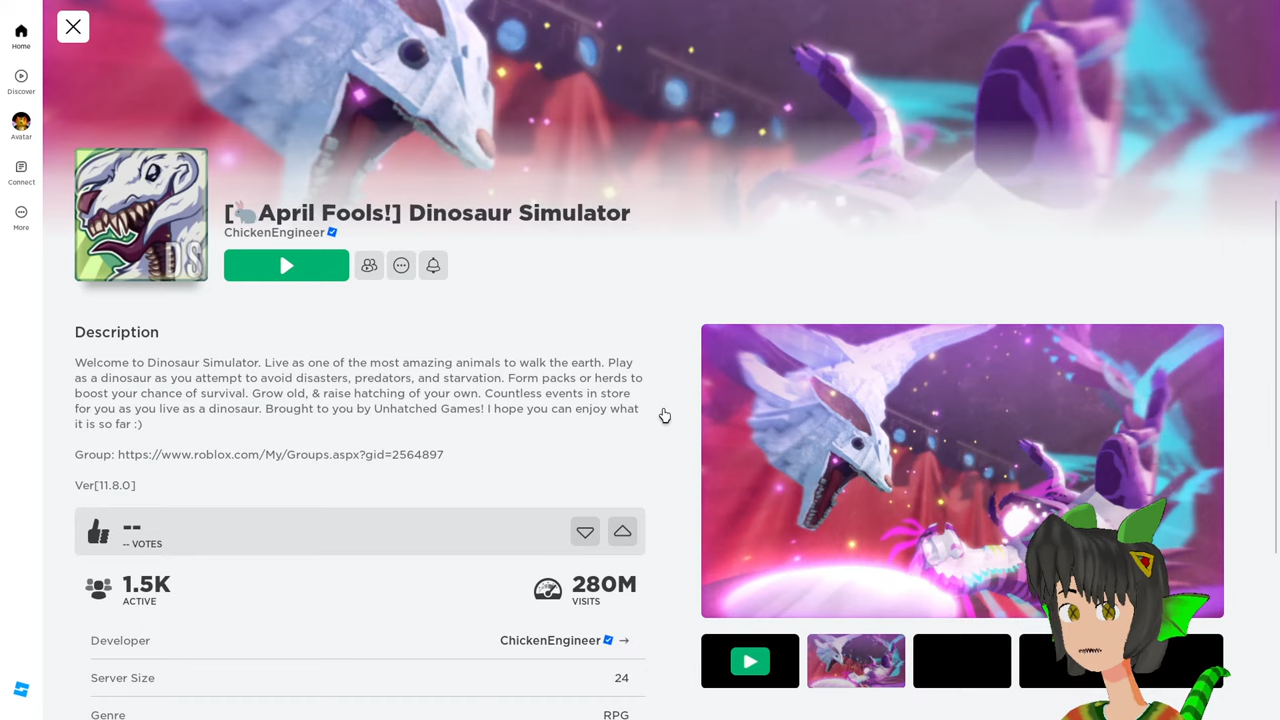 Home
Discover
Avatar
Connect
More
DS
[🐇April Fools!] Dinosaur Simulator
ChickenEngineer
Description
Welcome to Dinosaur Simulator. Live as one of the most amazing animals to walk the earth. Play
as a dinosaur as you attempt to avoid disasters, predators, and starvation. Form packs or herds to
boost your chance of survival. Grow old, & raise hatching of your own. Countless events in store
for you as you live as a dinosaur. Brought to you by Unhatched Games! I hope you can enjoy what
it is so far :)
Group: https://www.roblox.com/My/Groups.aspx?gid=2564897
Ver[11.8.0]
--
-- VOTES
1.5K
ACTIVE
280M
VISITS
Developer
ChickenEngineer →
Server Size
24
Genre
RPG